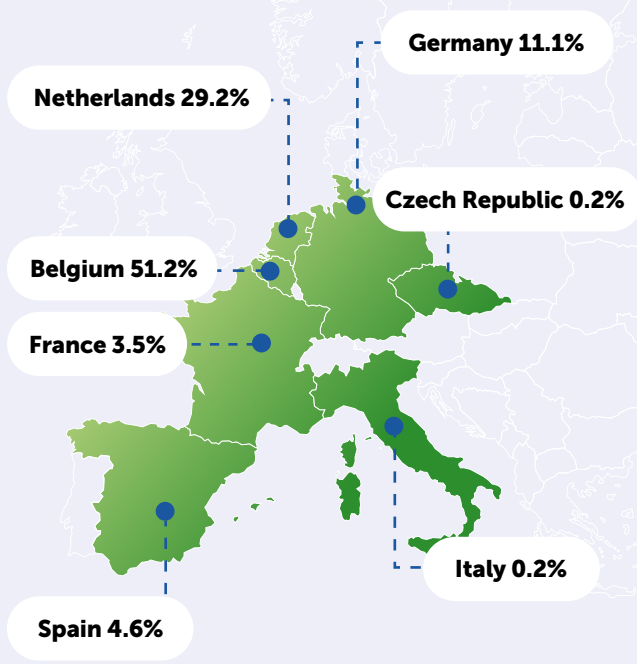 Germany 11.1%
Netherlands 29.2%
Czech Republic 0.2%
Belgium 51.2%
France 3.5%
Italy 0.2%
Spain 4.6%